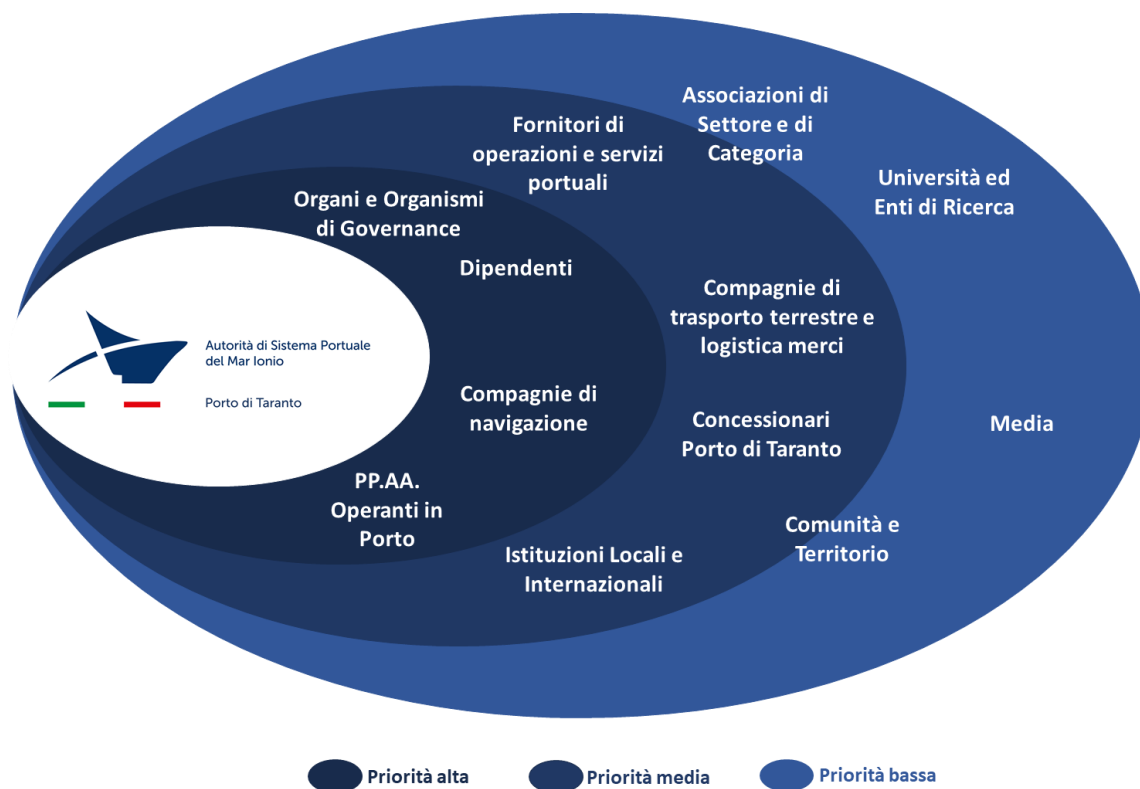 Associazioni di
Settore e di
Categoria
Fornitori di
operazioni e servizi
portuali
Università ed
Enti di Ricerca
Organi e Organismi
di Governance
Dipendenti
Compagnie di
trasporto terrestre e
logistica merci
Autorità di Sistema Portuale
del Mar Ionio
Porto di Taranto
Compagnie di
navigazione
Concessionari
Porto di Taranto
Media
PP.AA.
Operanti in
Porto
Comunità e
Territorio
Istituzioni Locali e
Internazionali
Priorità alta
Priorità media
Priorità bassa